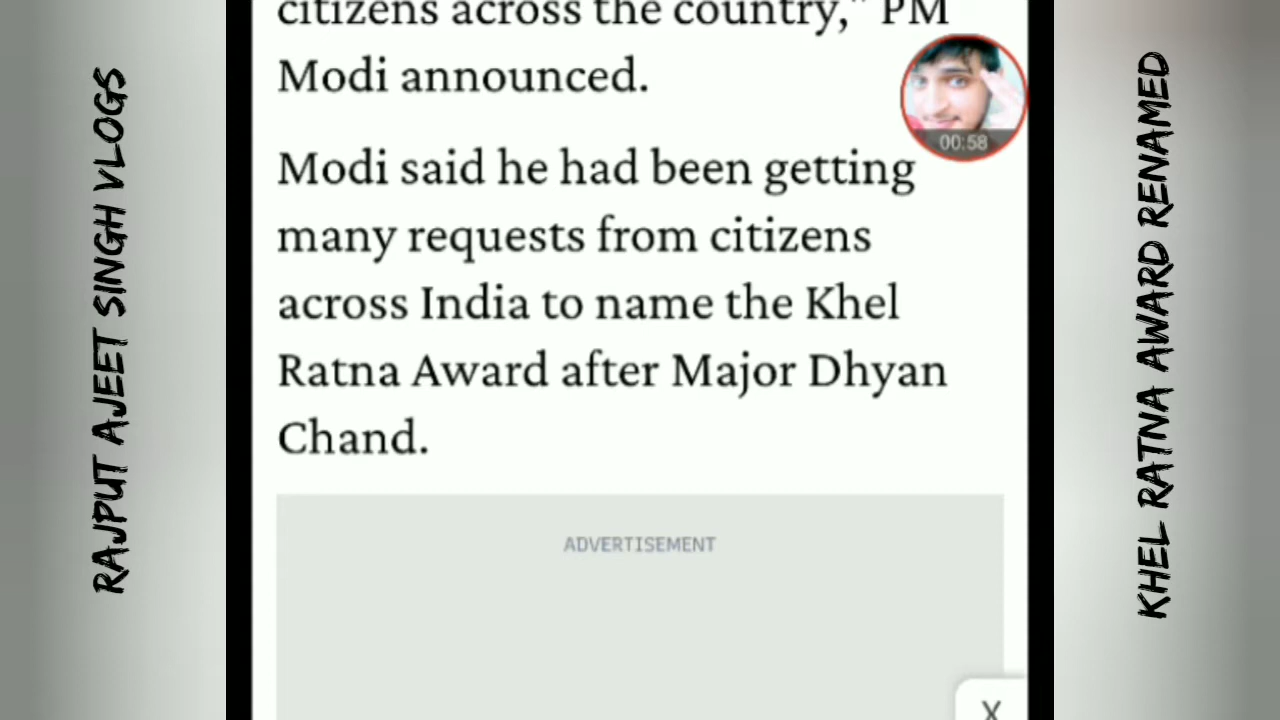 RAJPUT AJEET SINGH VLOGS
citizens across the country," PM
Modi announced.
00:58
Modi said he had been getting
many requests from citizens
across India to name the Khel
Ratna Award after Major Dhyan
Chand.
ADVERTISEMENT
X
KHEL RATNA AWARD RENAMED